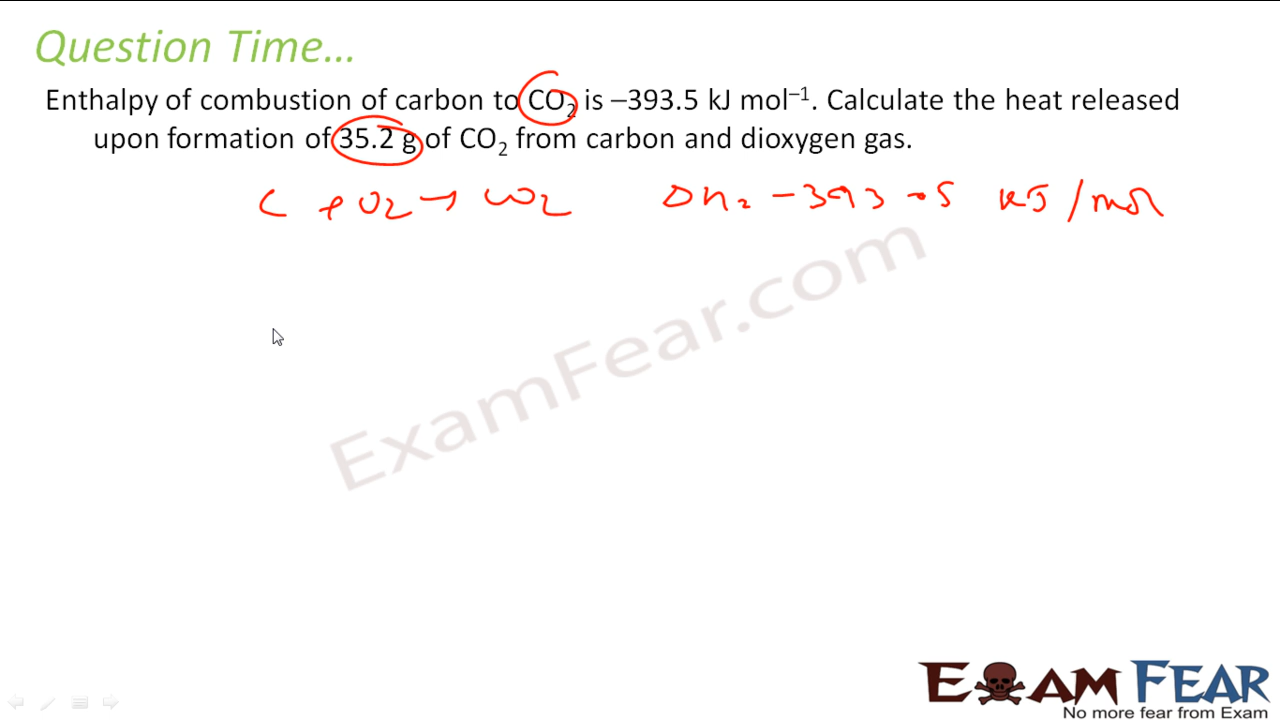 Question Time...
Enthalpy of combustion of carbon to CO₂ is –393.5 kJ mol⁻¹. Calculate the heat released
upon formation of 35.2 g of CO₂ from carbon and dioxygen gas.
C + O₂ → CO₂ ΔH = -393.5 KJ/mol
ExamFear.com
EXAM FEAR
No more fear from Exam